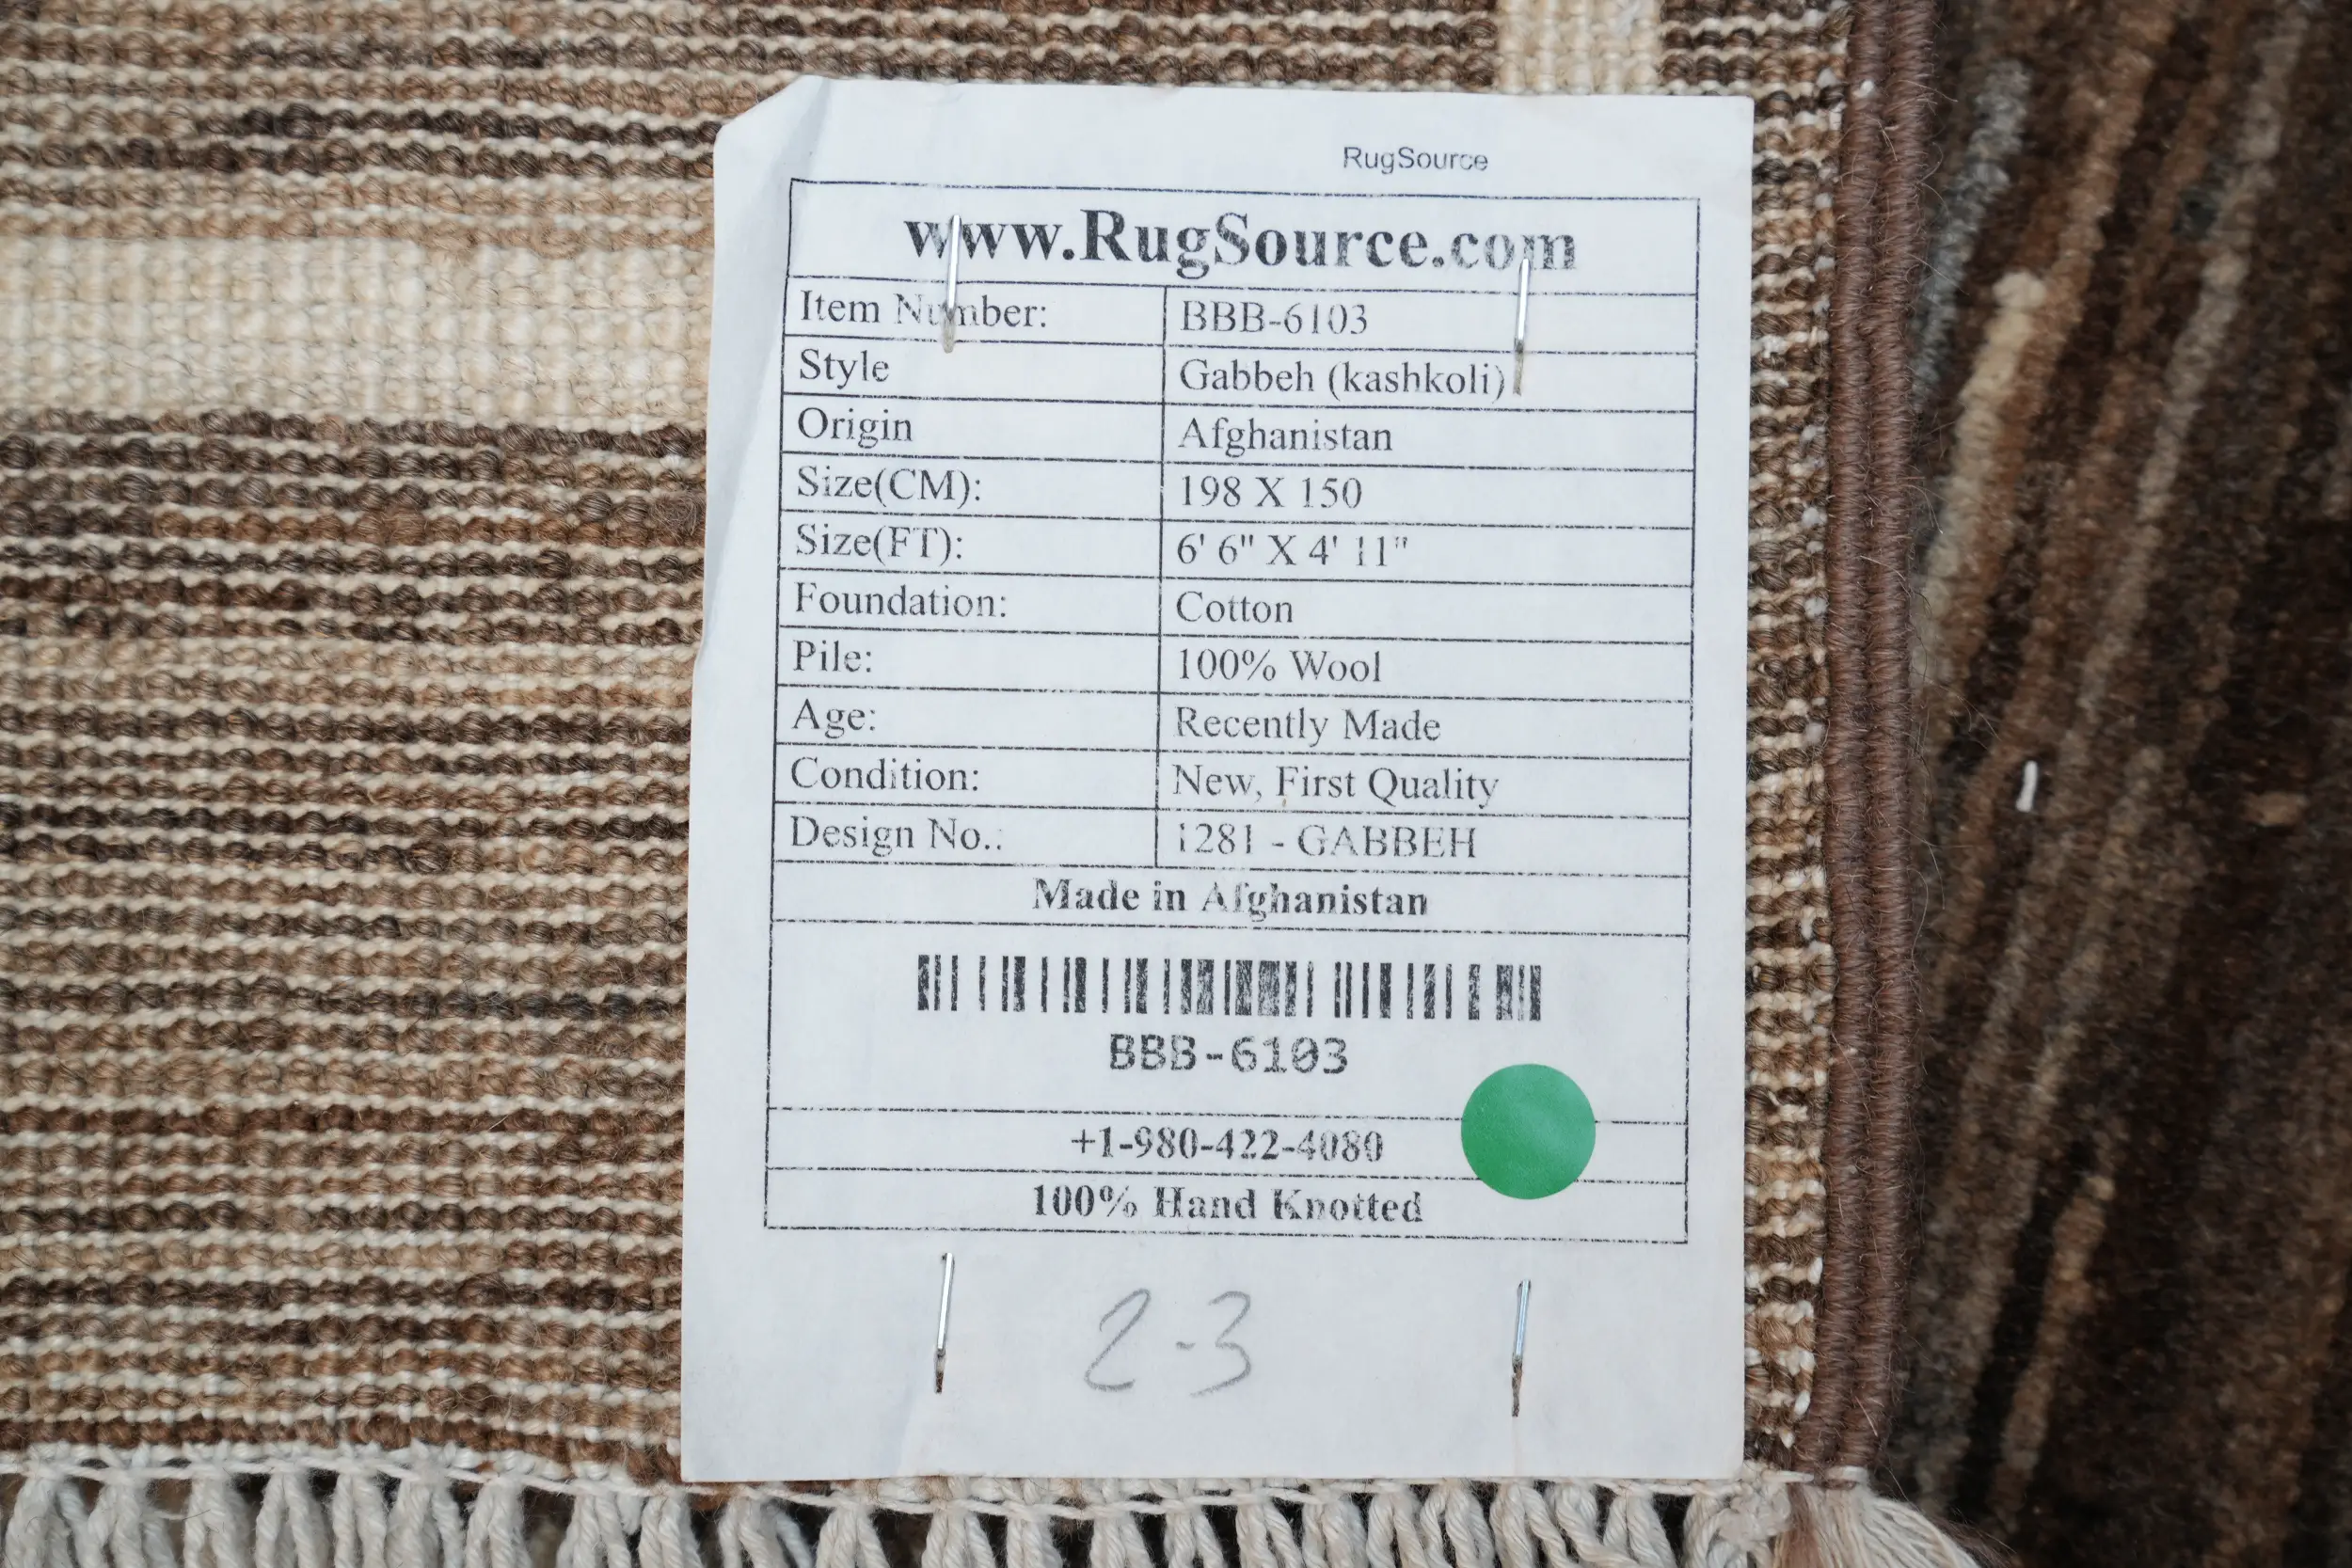 RugSource
www.RugSource.com
Item Number: BBB-6103
Style Gabbeh (kashkoli)
Origin Afghanistan
Size(CM): 198 X 150
Size(FT): 6' 6" X 4' 11"
Foundation: Cotton
Pile: 100% Wool
Age: Recently Made
Condition: New, First Quality
Design No.: 1281 - GABBEH
Made in Afghanistan
BBB-6103
+1-980-422-4080
100% Hand Knotted
2-3